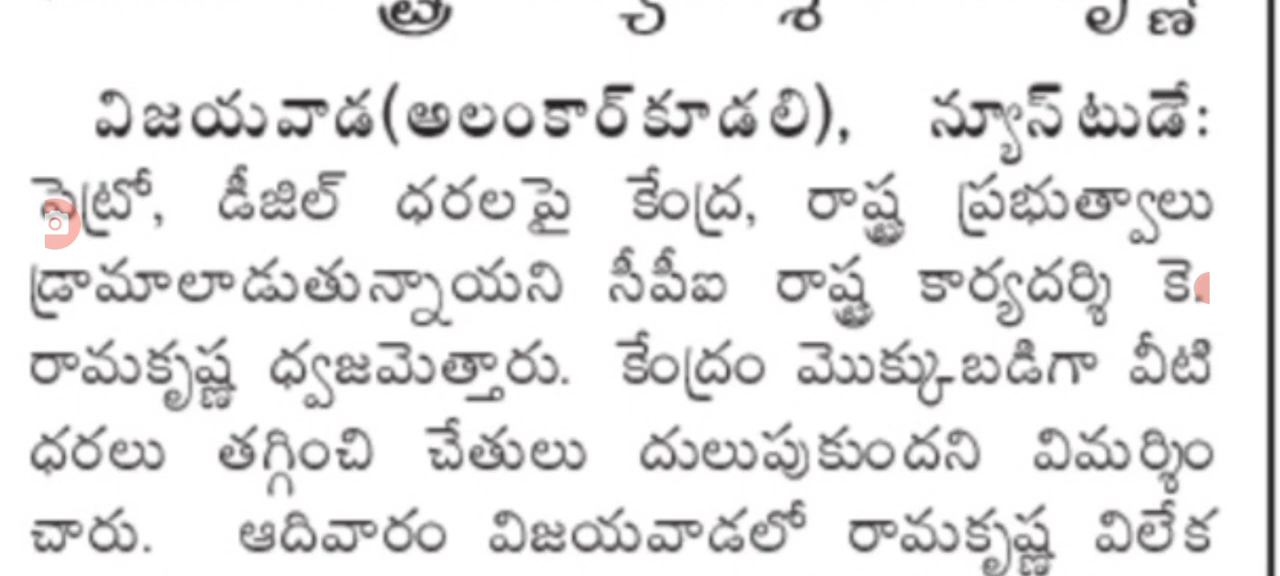 విజయవాడ(అలంకార్‌కూడలి), న్యూస్‌టుడే:
పెట్రో, డీజిల్ ధరలపై కేంద్ర, రాష్ట్ర ప్రభుత్వాలు
డ్రామాలాడుతున్నాయని సీపీఐ రాష్ట్ర కార్యదర్శి కె.
రామకృష్ణ ధ్వజమెత్తారు. కేంద్రం మొక్కుబడిగా వీటి
ధరలు తగ్గించి చేతులు దులుపుకుందని విమర్శిం
చారు. ఆదివారం విజయవాడలో రామకృష్ణ విలేక